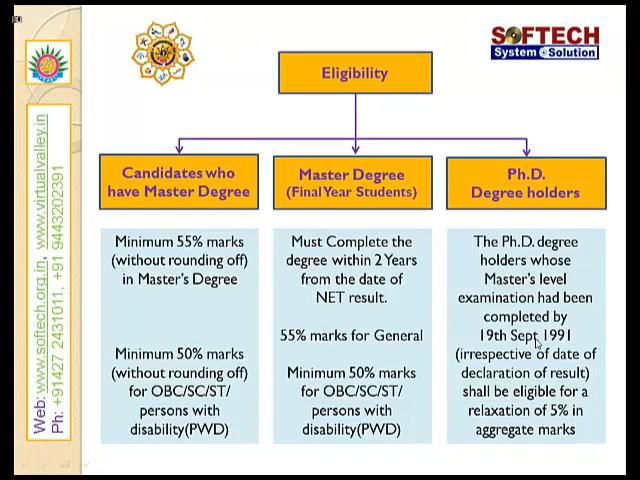 SOFTECH
System Solution
Eligibility
Candidates who
have Master Degree
Master Degree
(Final Year Students)
Ph.D.
Degree holders
Minimum 55% marks
(without rounding off)
in Master's Degree
Minimum 50% marks
(without rounding off)
for OBC/SC/ST/
persons with
disability(PWD)
Must Complete the
degree within 2 Years
from the date of
NET result.
55% marks for General
Minimum 50% marks
for OBC/SC/ST/
persons with
disability(PWD)
The Ph.D. degree
holders whose
Master's level
examination had been
completed by
19th Sept 1991
(irrespective of date of
declaration of result)
shall be eligible for a
relaxation of 5% in
aggregate marks
Web: www.softech.org.in, www.virtualvalley.in
Ph: +91427 2431011, +91 9443202391